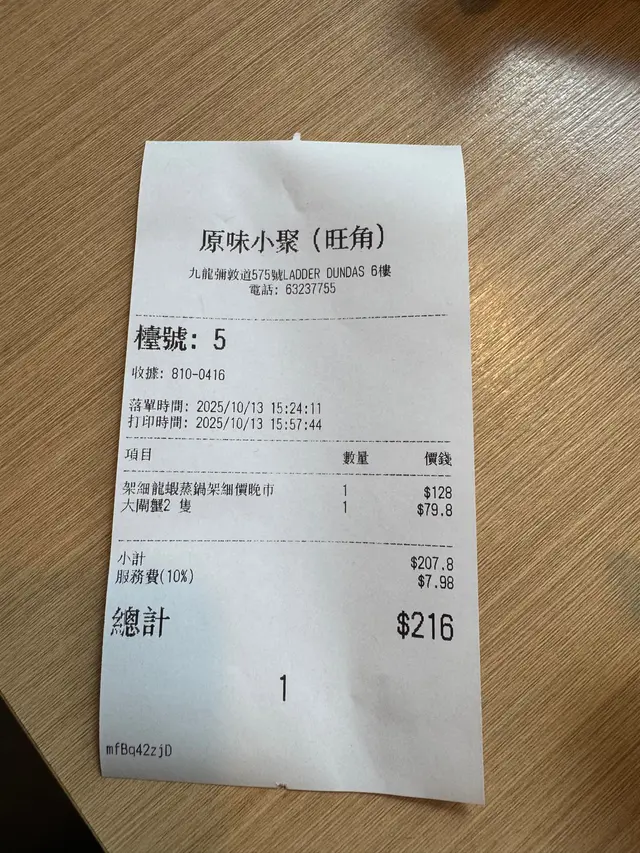 原味小聚（旺角）
九龍彌敦道575號LADDER DUNDAS 6樓
電話: 63237755
檯號: 5
收據: 810-0416
落單時間: 2025/10/13 15:24:11
打印時間: 2025/10/13 15:57:44
項目 數量 價錢
架細龍蝦蒸鍋架細價晚市 1 $128
大閘蟹2 隻 1 $79.8
小計 $207.8
服務費(10%) $7.98
總計 $216
1
mfBq42zjD